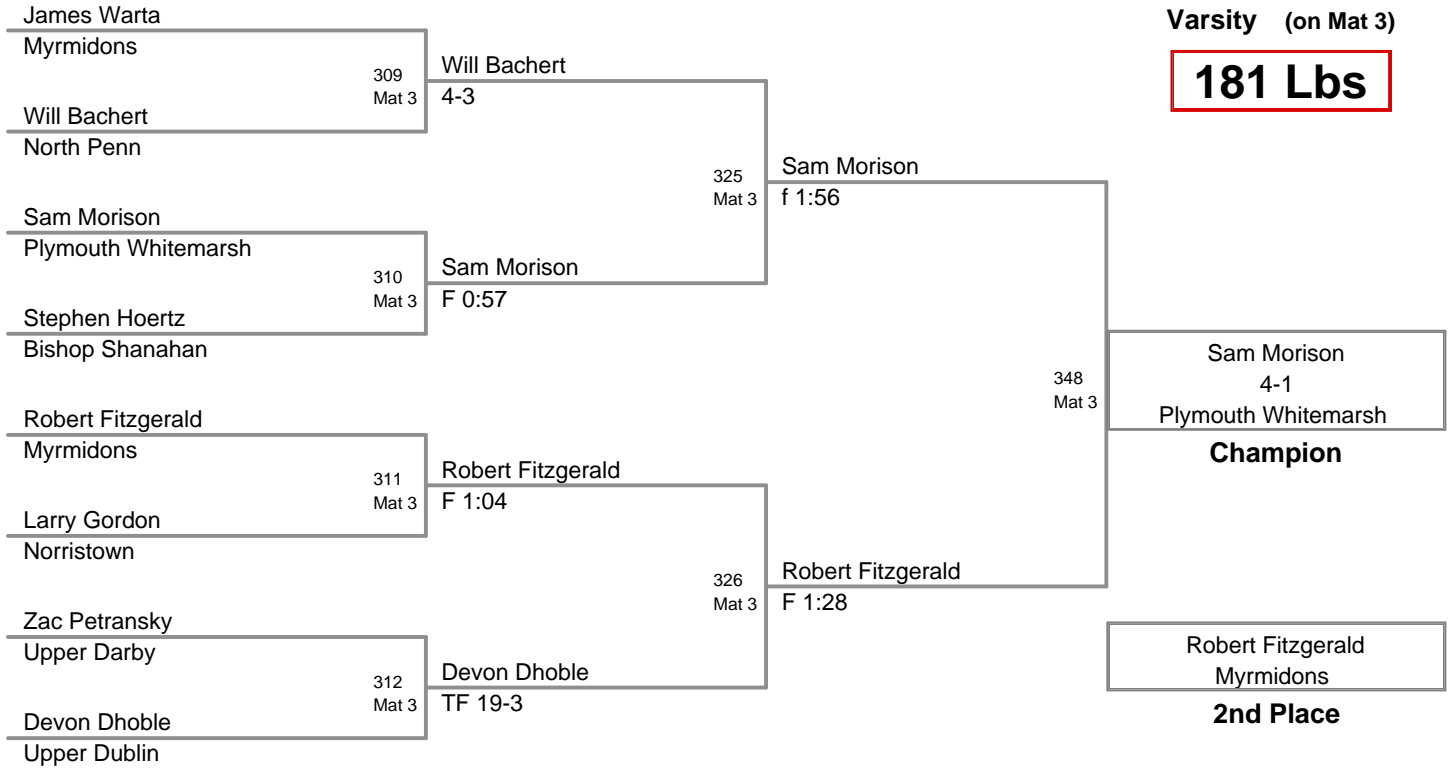 James Warta
Myrmidons
309
Mat 3
Will Bachert
4-3
Will Bachert
North Penn
325
Mat 3
Sam Morison
f 1:56
Sam Morison
Plymouth Whitemarsh
310
Mat 3
Sam Morison
F 0:57
Stephen Hoertz
Bishop Shanahan
348
Mat 3
Robert Fitzgerald
Myrmidons
311
Mat 3
Robert Fitzgerald
F 1:04
Larry Gordon
Norristown
326
Mat 3
Robert Fitzgerald
F 1:28
Zac Petransky
Upper Darby
312
Mat 3
Devon Dhoble
TF 19-3
Devon Dhoble
Upper Dublin
Varsity (on Mat 3)
181 Lbs
Sam Morison
4-1
Plymouth Whitemarsh
Champion
Robert Fitzgerald
Myrmidons
2nd Place